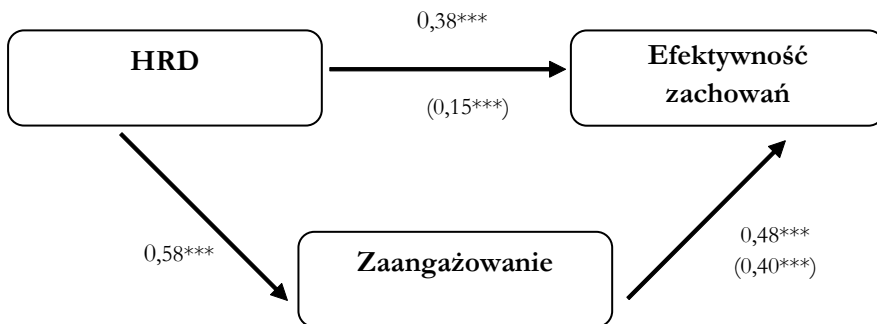 0,38***
HRD
Efektywność
zachowań
(0,15***)
0,58***
Zaangażowanie
0,48***
(0,40***)